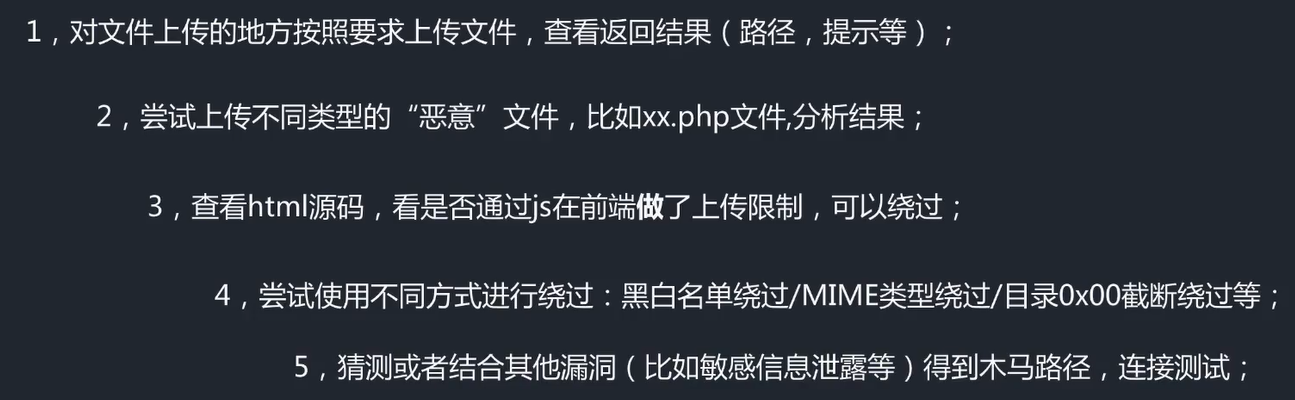 1，对文件上传的地方按照要求上传文件，查看返回结果（路径，提示等）；
2，尝试上传不同类型的“恶意”文件，比如xx.php文件,分析结果；
3，查看html源码，看是否通过js在前端做了上传限制，可以绕过；
4，尝试使用不同方式进行绕过：黑白名单绕过/MIME类型绕过/目录0x00截断绕过等；
5，猜测或者结合其他漏洞（比如敏感信息泄露等）得到木马路径，连接测试；